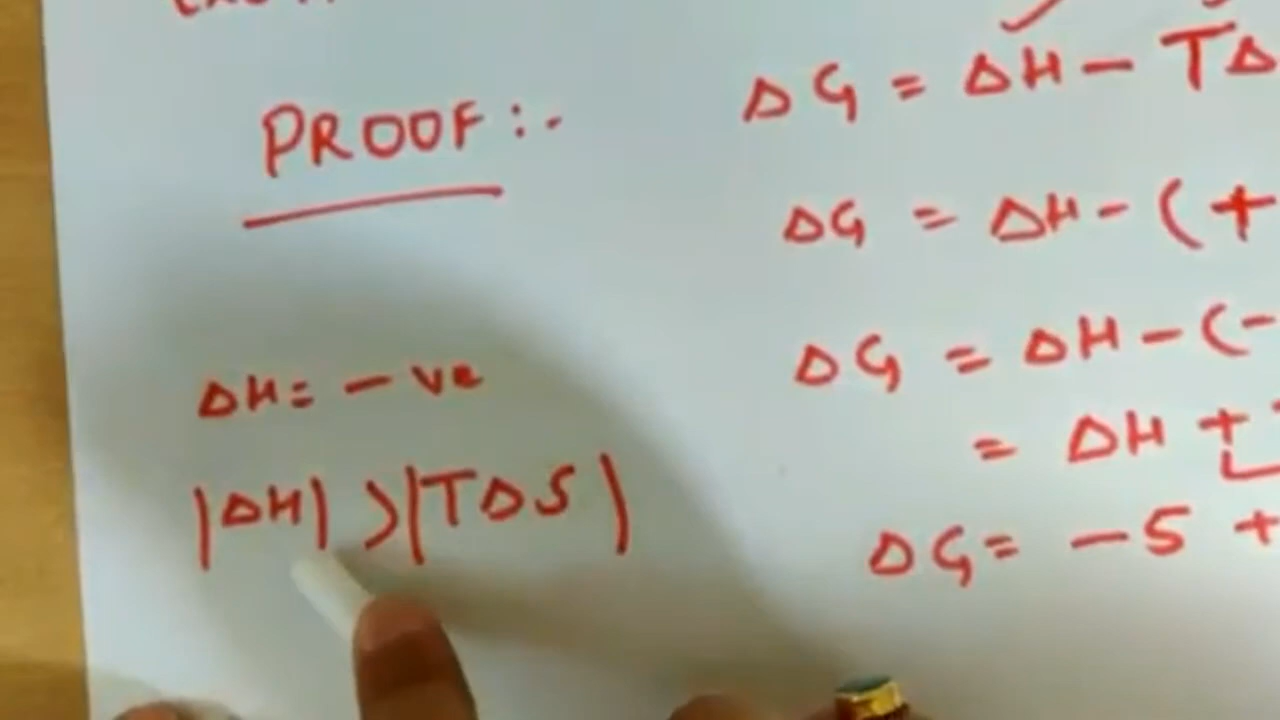 PROOF :-
ΔH = -ve
|ΔH| > |TΔS|
ΔG = ΔH - TΔ
ΔG = ΔH - (+
ΔG = ΔH - (-
= ΔH +
ΔG = -5 +